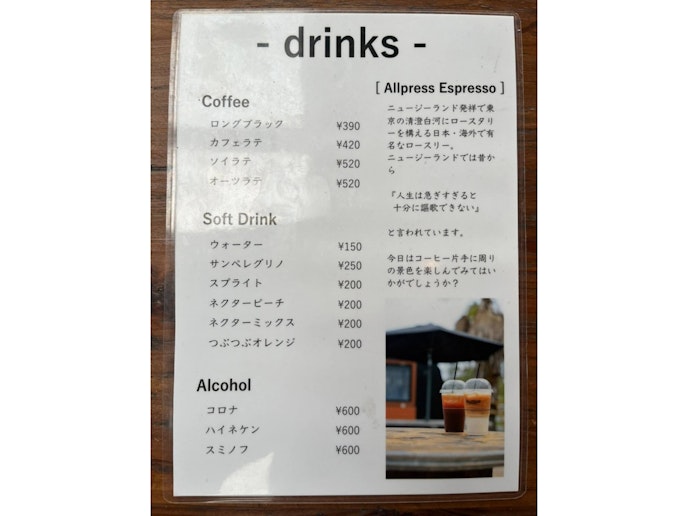 - drinks -
Coffee
ロングブラック ¥390
カフェラテ ¥420
ソイラテ ¥520
オーツラテ ¥520
Soft Drink
ウォーター ¥150
サンペレグリノ ¥250
スプライト ¥200
ネクターピーチ ¥200
ネクターミックス ¥200
つぶつぶオレンジ ¥200
Alcohol
コロナ ¥600
ハイネケン ¥600
スミノフ ¥600
[ Allpress Espresso ]
ニュージーランド発祥で東
京の清澄白河にロースタリ
ーを構える日本・海外で有
名なロースリー。
ニュージーランドでは昔か
ら
『人生は急ぎすぎると
十分に謳歌できない』
と言われています。
今日はコーヒー片手に周り
の景色を楽しんでみてはい
かがでしょうか？